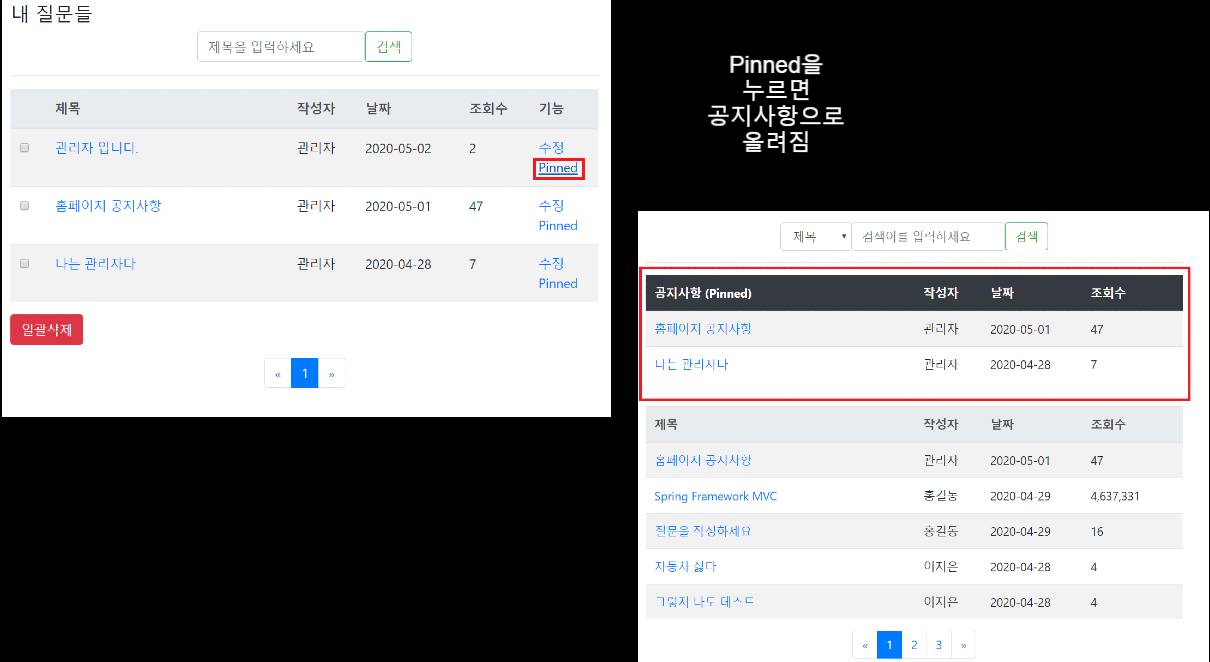 내 질문들
제목을 입력하세요 검색
제목 작성자 날짜 조회수 기능
관리자 입니다. 관리자 2020-05-02 2 수정
Pinned
홈페이지 공지사항 관리자 2020-05-01 47 수정
Pinned
나는 관리자다 관리자 2020-04-28 7 수정
Pinned
일괄삭제
« 1 »
Pinned을
누르면
공지사항으로
올려짐
제목 검색어를 입력하세요 검색
공지사항 (Pinned) 작성자 날짜 조회수
홈페이지 공지사항 관리자 2020-05-01 47
나는 관리자다 관리자 2020-04-28 7
제목 작성자 날짜 조회수
홈페이지 공지사항 관리자 2020-05-01 47
Spring Framework MVC 홍길동 2020-04-29 4,637,331
질문을 작성하세요 홍길동 2020-04-29 16
자동차 싫다 이지은 2020-04-28 4
그렇지 나도 테스트 이지은 2020-04-28 4
« 1 2 3 »